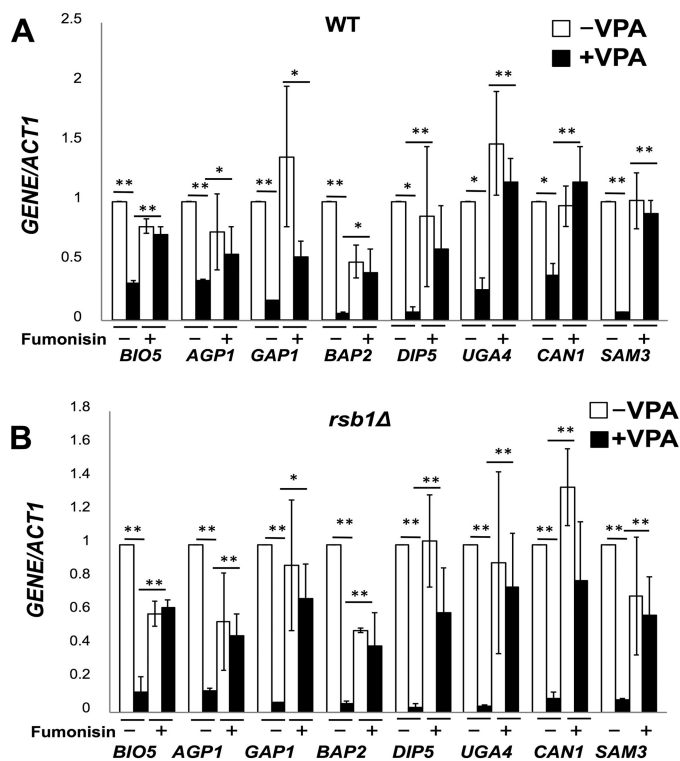 A
WT
–VPA
+VPA
2.5
2
1.5
1
0.5
0
GENE/ACT1
** ** ** * ** * ** * * ** * ** * ** ** **
Fumonisin – + – + – + – + – + – + – + – +
BIO5 AGP1 GAP1 BAP2 DIP5 UGA4 CAN1 SAM3
B
rsb1Δ
–VPA
+VPA
1.8
1.6
1.4
1.2
1
0.8
0.6
0.4
0.2
0
GENE/ACT1
** ** ** ** ** * ** ** ** ** ** ** ** ** ** **
Fumonisin – + – + – + – + – + – + – + – +
BIO5 AGP1 GAP1 BAP2 DIP5 UGA4 CAN1 SAM3